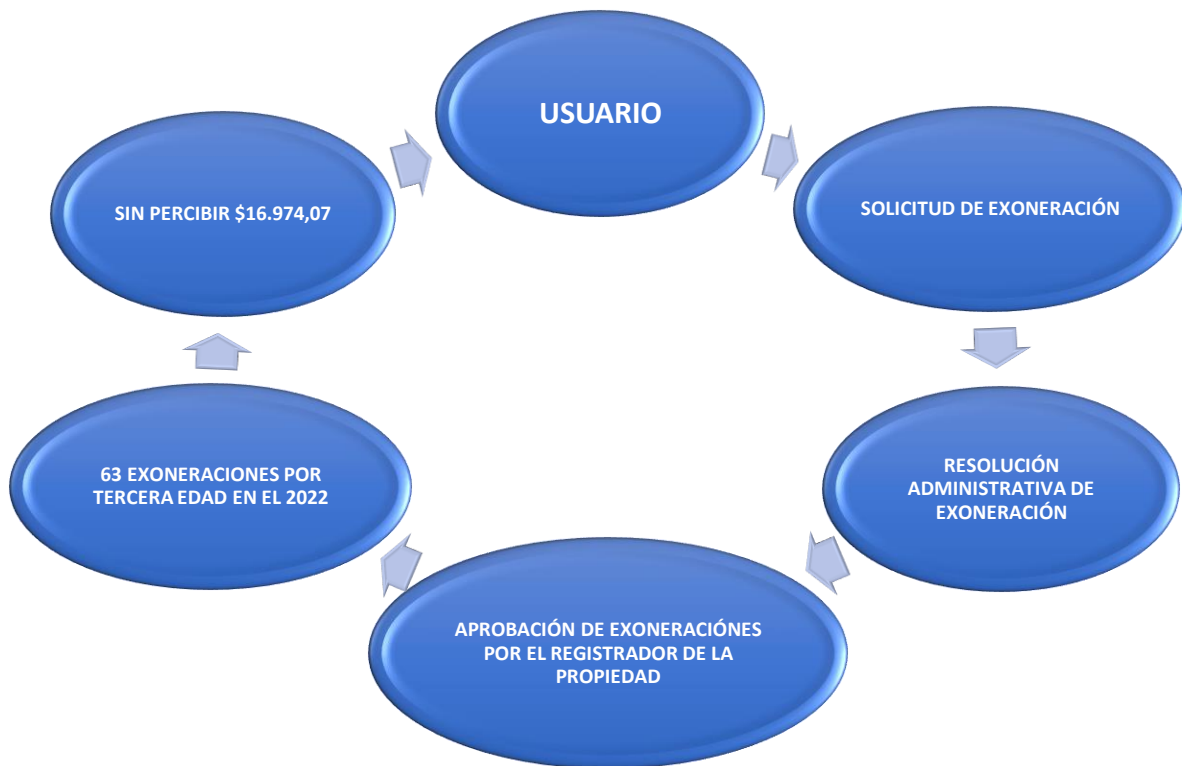 USUARIO
SOLICITUD DE EXONERACIÓN
RESOLUCIÓN
ADMINISTRATIVA DE
EXONERACIÓN
APROBACIÓN DE EXONERACIÓNES
POR EL REGISTRADOR DE LA
PROPIEDAD
63 EXONERACIONES POR
TERCERA EDAD EN EL 2022
SIN PERCIBIR $16.974,07